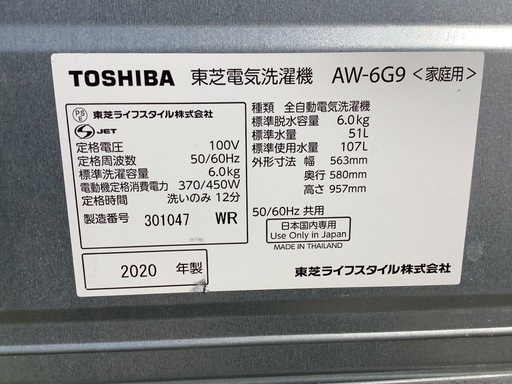 TOSHIBA 東芝電気洗濯機 AW-6G9 <家庭用>
PS
E
東芝ライフスタイル株式会社
S JET
定格電圧 100V
定格周波数 50/60Hz
標準洗濯容量 6.0kg
電動機定格消費電力 370/450W
定格時間 洗いのみ 12分
製造番号 301047 WR
2020 年製
種類 全自動電気洗濯機
標準脱水容量 6.0kg
標準水量 51L
標準使用水量 107L
外形寸法 幅 563mm
奥行 580mm
高さ 957mm
50/60Hz 共用
日本国内専用
Use Only in Japan
MADE IN THAILAND
東芝ライフスタイル株式会社